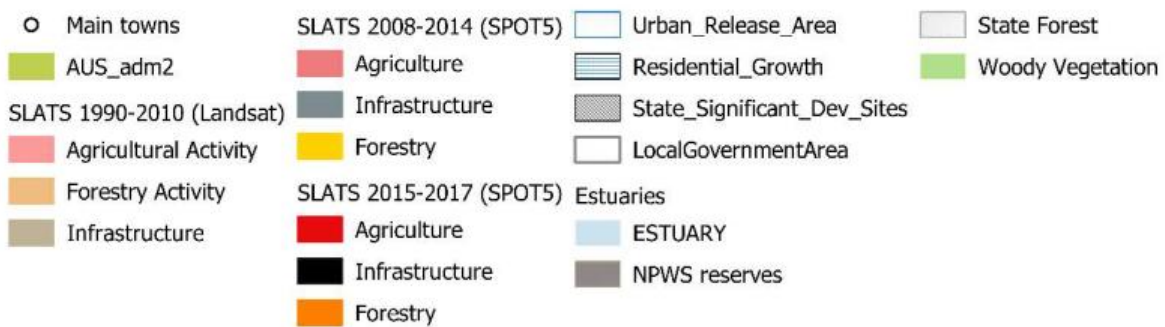 Main towns
AUS_adm2
SLATS 1990-2010 (Landsat)
Agricultural Activity
Forestry Activity
Infrastructure
SLATS 2008-2014 (SPOT5)
Agriculture
Infrastructure
Forestry
SLATS 2015-2017 (SPOT5)
Agriculture
Infrastructure
Forestry
Urban_Release_Area
Residential_Growth
State_Significant_Dev_Sites
LocalGovernmentArea
Estuaries
ESTUARY
NPWS reserves
State Forest
Woody Vegetation